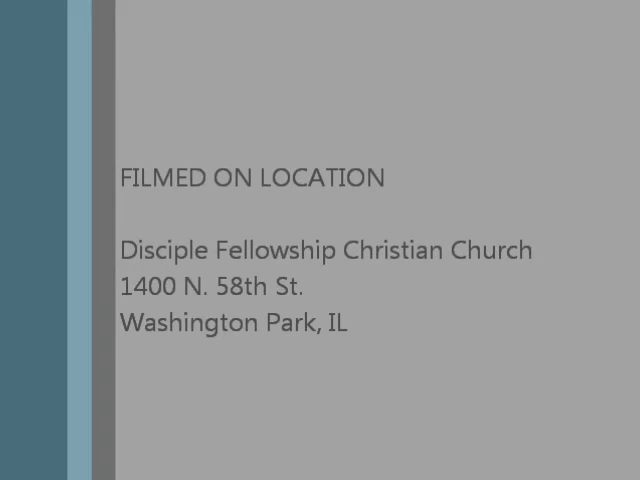 FILMED ON LOCATION
Disciple Fellowship Christian Church
1400 N. 58th St.
Washington Park, IL